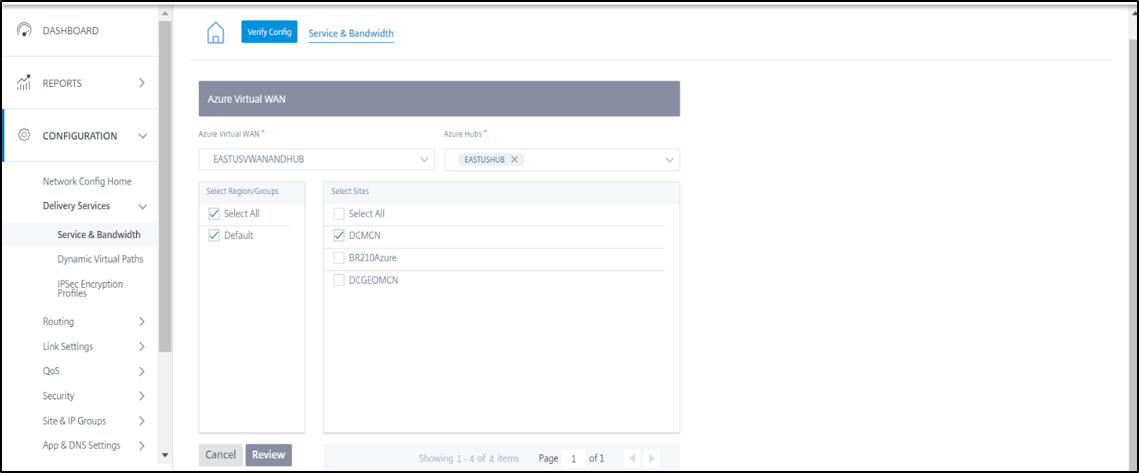 DASHBOARD
REPORTS
CONFIGURATION
Network Config Home
Delivery Services
Service & Bandwidth
Dynamic Virtual Paths
IPSec Encryption
Profiles
Routing
Link Settings
QoS
Security
Site & IP Groups
App & DNS Settings
Verify Config
Service & Bandwidth
Azure Virtual WAN
Azure Virtual WAN *
Azure Hubs *
EASTUSVWANANDHUB
EASTUSHUB
Select Region/Groups
Select All
Default
Select Sites
Select All
DCMCN
BR210Azure
DCGEOMCN
Cancel
Review
Showing 1 - 4 of 4 items
Page 1 of 1